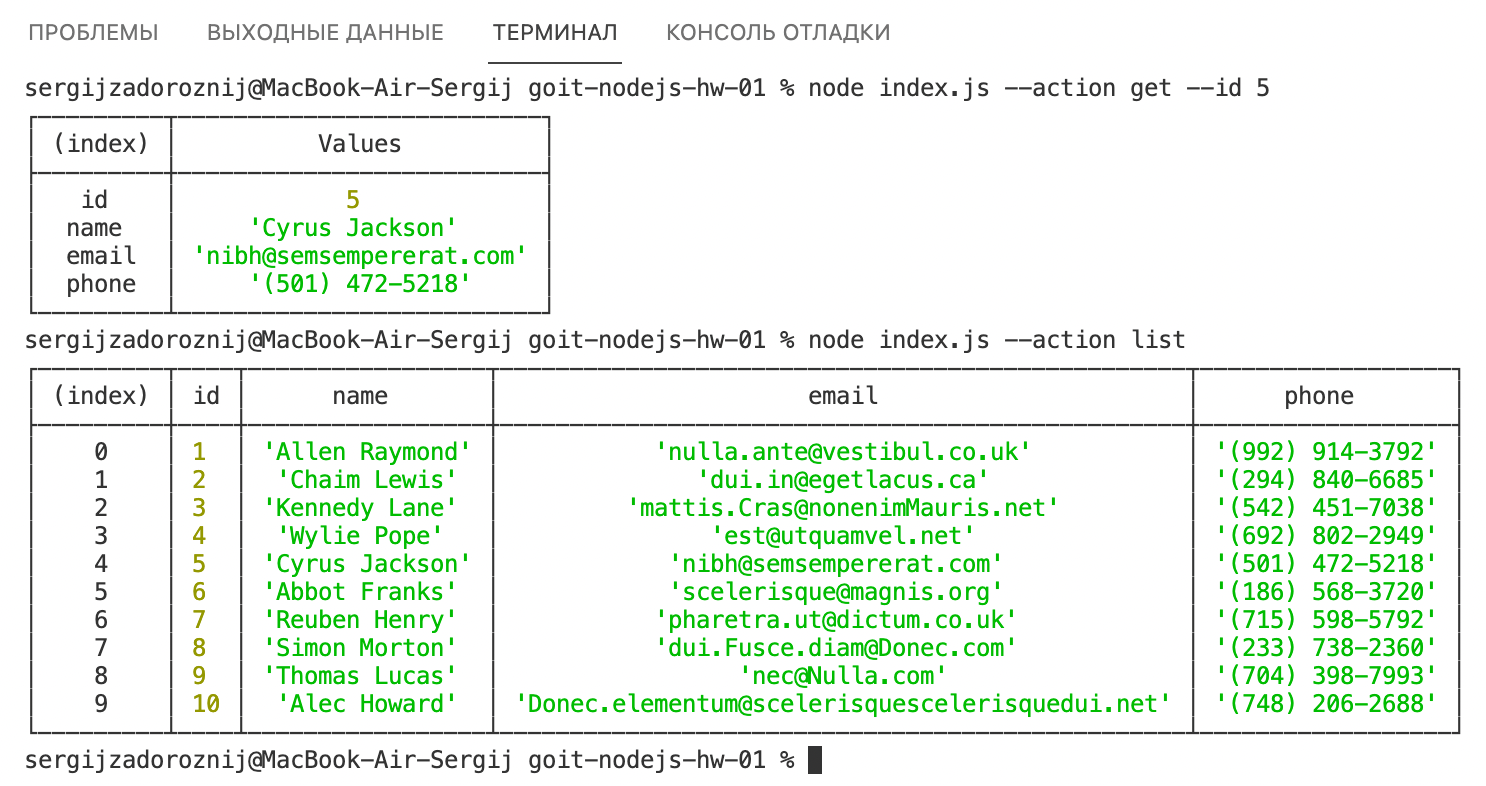 ПРОБЛЕМЫ ВЫХОДНЫЕ ДАННЫЕ ТЕРМИНАЛ КОНСОЛЬ ОТЛАДКИ
sergijzadoroznij@MacBook-Air-Sergij goit-nodejs-hw-01 % node index.js --action get --id 5
(index) Values
id 5
name 'Cyrus Jackson'
email 'nibh@semsempererat.com'
phone '(501) 472-5218'
sergijzadoroznij@MacBook-Air-Sergij goit-nodejs-hw-01 % node index.js --action list
(index) id name email phone
0 1 'Allen Raymond' 'nulla.ante@vestibul.co.uk' '(992) 914-3792'
1 2 'Chaim Lewis' 'dui.in@egetlacus.ca' '(294) 840-6685'
2 3 'Kennedy Lane' 'mattis.Cras@nonenimMauris.net' '(542) 451-7038'
3 4 'Wylie Pope' 'est@utquamvel.net' '(692) 802-2949'
4 5 'Cyrus Jackson' 'nibh@semsempererat.com' '(501) 472-5218'
5 6 'Abbot Franks' 'scelerisque@magnis.org' '(186) 568-3720'
6 7 'Reuben Henry' 'pharetra.ut@dictum.co.uk' '(715) 598-5792'
7 8 'Simon Morton' 'dui.Fusce.diam@Donec.com' '(233) 738-2360'
8 9 'Thomas Lucas' 'nec@Nulla.com' '(704) 398-7993'
9 10 'Alec Howard' 'Donec.elementum@scelerisquescelerisquedui.net' '(748) 206-2688'
sergijzadoroznij@MacBook-Air-Sergij goit-nodejs-hw-01 %